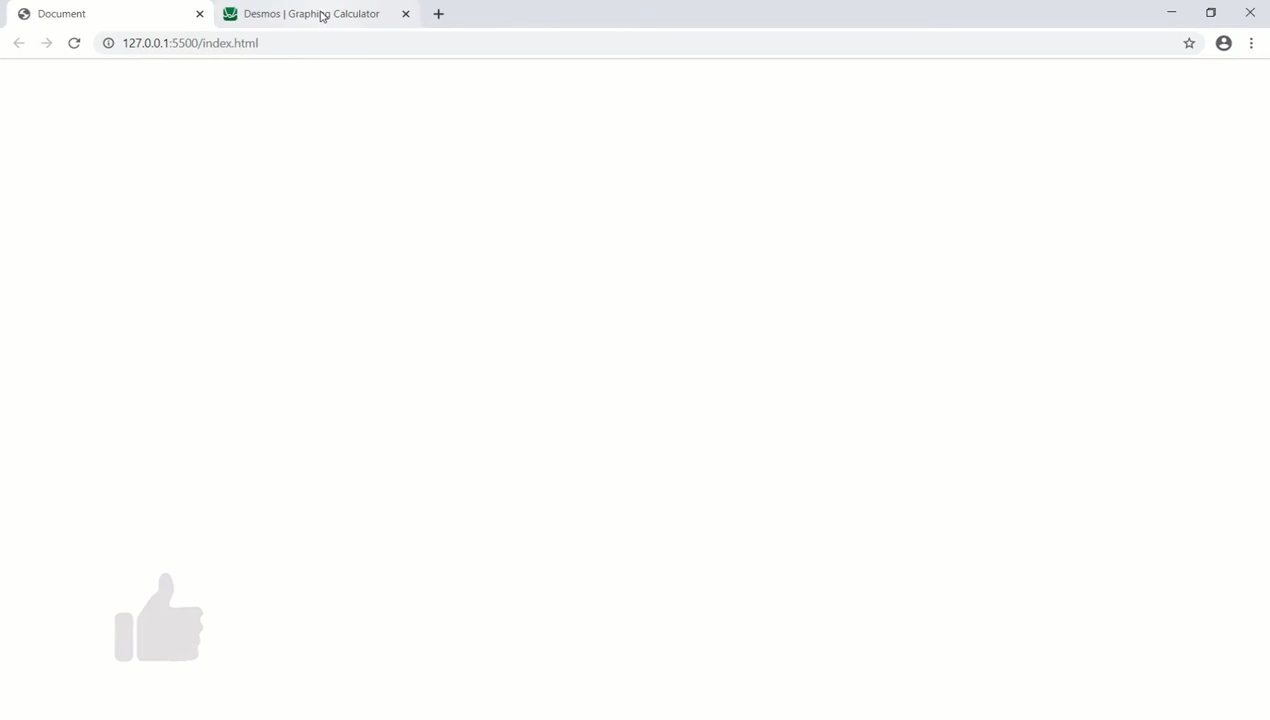 Document
Desmos | Graphing Calculator
127.0.0.1:5500/index.html